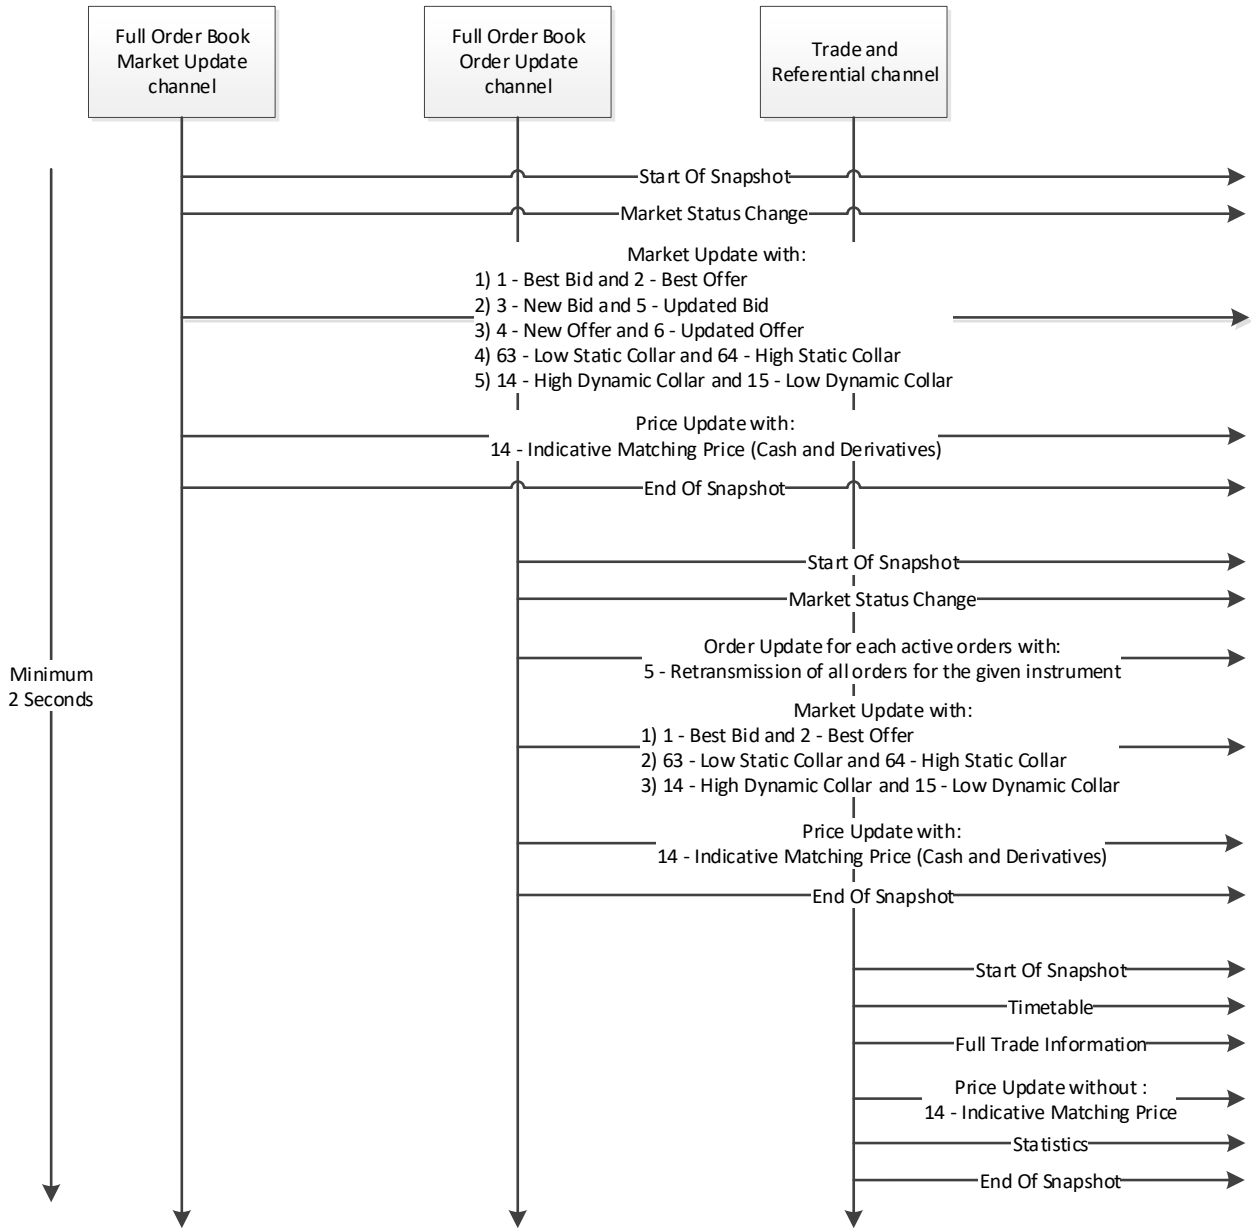 Full Order Book
Market Update
channel
Full Order Book
Order Update
channel
Trade and
Referential channel
Start Of Snapshot
Market Status Change
Market Update with:
1) 1 - Best Bid and 2 - Best Offer
2) 3 - New Bid and 5 - Updated Bid
3) 4 - New Offer and 6 - Updated Offer
4) 63 - Low Static Collar and 64 - High Static Collar
5) 14 - High Dynamic Collar and 15 - Low Dynamic Collar
Price Update with:
14 - Indicative Matching Price (Cash and Derivatives)
End Of Snapshot
Start Of Snapshot
Market Status Change
Order Update for each active orders with:
5 - Retransmission of all orders for the given instrument
Minimum
2 Seconds
Market Update with:
1) 1 - Best Bid and 2 - Best Offer
2) 63 - Low Static Collar and 64 - High Static Collar
3) 14 - High Dynamic Collar and 15 - Low Dynamic Collar
Price Update with:
14 - Indicative Matching Price (Cash and Derivatives)
End Of Snapshot
Start Of Snapshot
Timetable
Full Trade Information
Price Update without :
14 - Indicative Matching Price
Statistics
End Of Snapshot